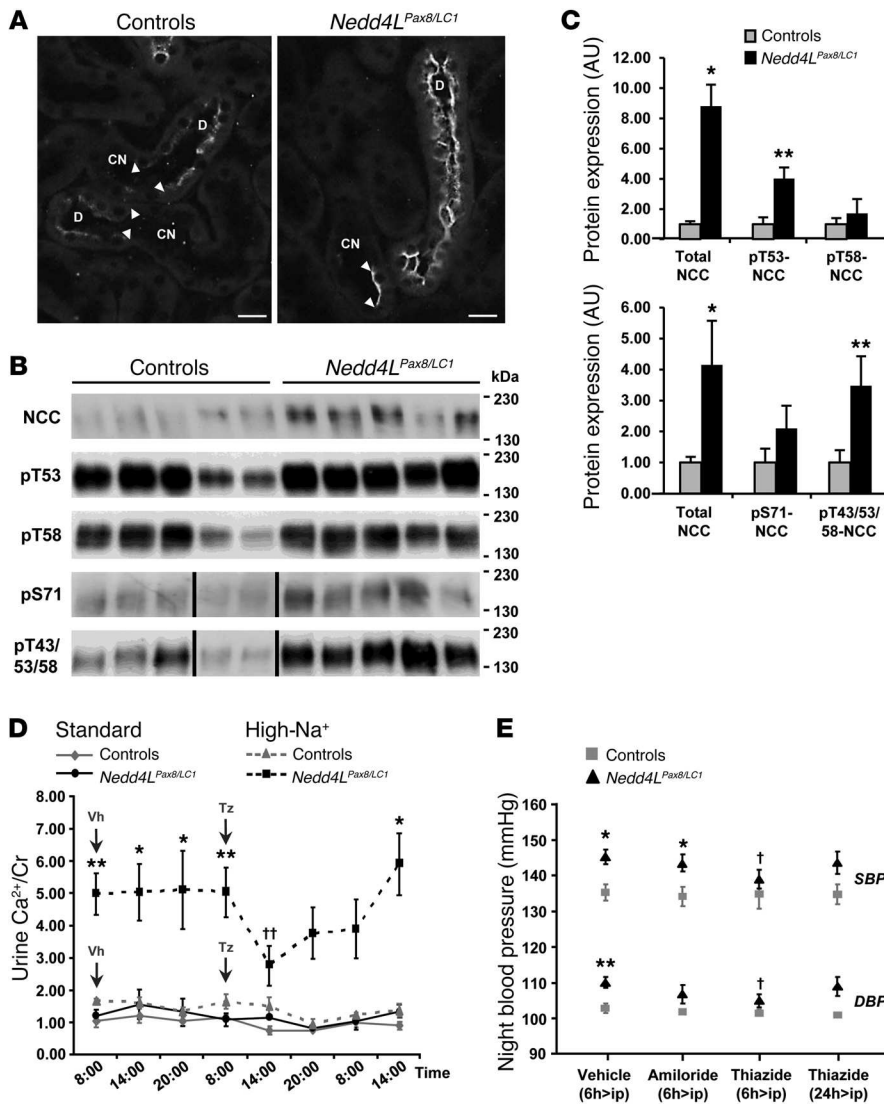 A
Controls
Nedd4L^Pax8/LC1
D
CN
D
CN
D
CN
B
Controls
Nedd4L^Pax8/LC1
kDa
NCC
230
130
pT53
230
130
pT58
230
130
pS71
230
130
pT43/
53/58
230
130
C
Controls
Nedd4L^Pax8/LC1
Protein expression (AU)
12.00
10.00
8.00
6.00
4.00
2.00
0.00
*
**
Total NCC
pT53-NCC
pT58-NCC
Protein expression (AU)
6.00
5.00
4.00
3.00
2.00
1.00
0.00
*
**
Total NCC
pS71-NCC
pT43/53/58-NCC
D
Standard
Controls
Nedd4L^Pax8/LC1
High-Na⁺
Controls
Nedd4L^Pax8/LC1
Urine Ca²⁺/Cr
8.00
7.00
6.00
5.00
4.00
3.00
2.00
1.00
0.00
Vh
Tz
** * * ** †† *
Vh
Tz
8:00 14:00 20:00 8:00 14:00 20:00 8:00 14:00 Time
E
Controls
Nedd4L^Pax8/LC1
Night blood pressure (mmHg)
160
150
140
130
120
110
100
90
* * †
SBP
** †
DBP
Vehicle (6h>ip)
Amiloride (6h>ip)
Thiazide (6h>ip)
Thiazide (24h>ip)